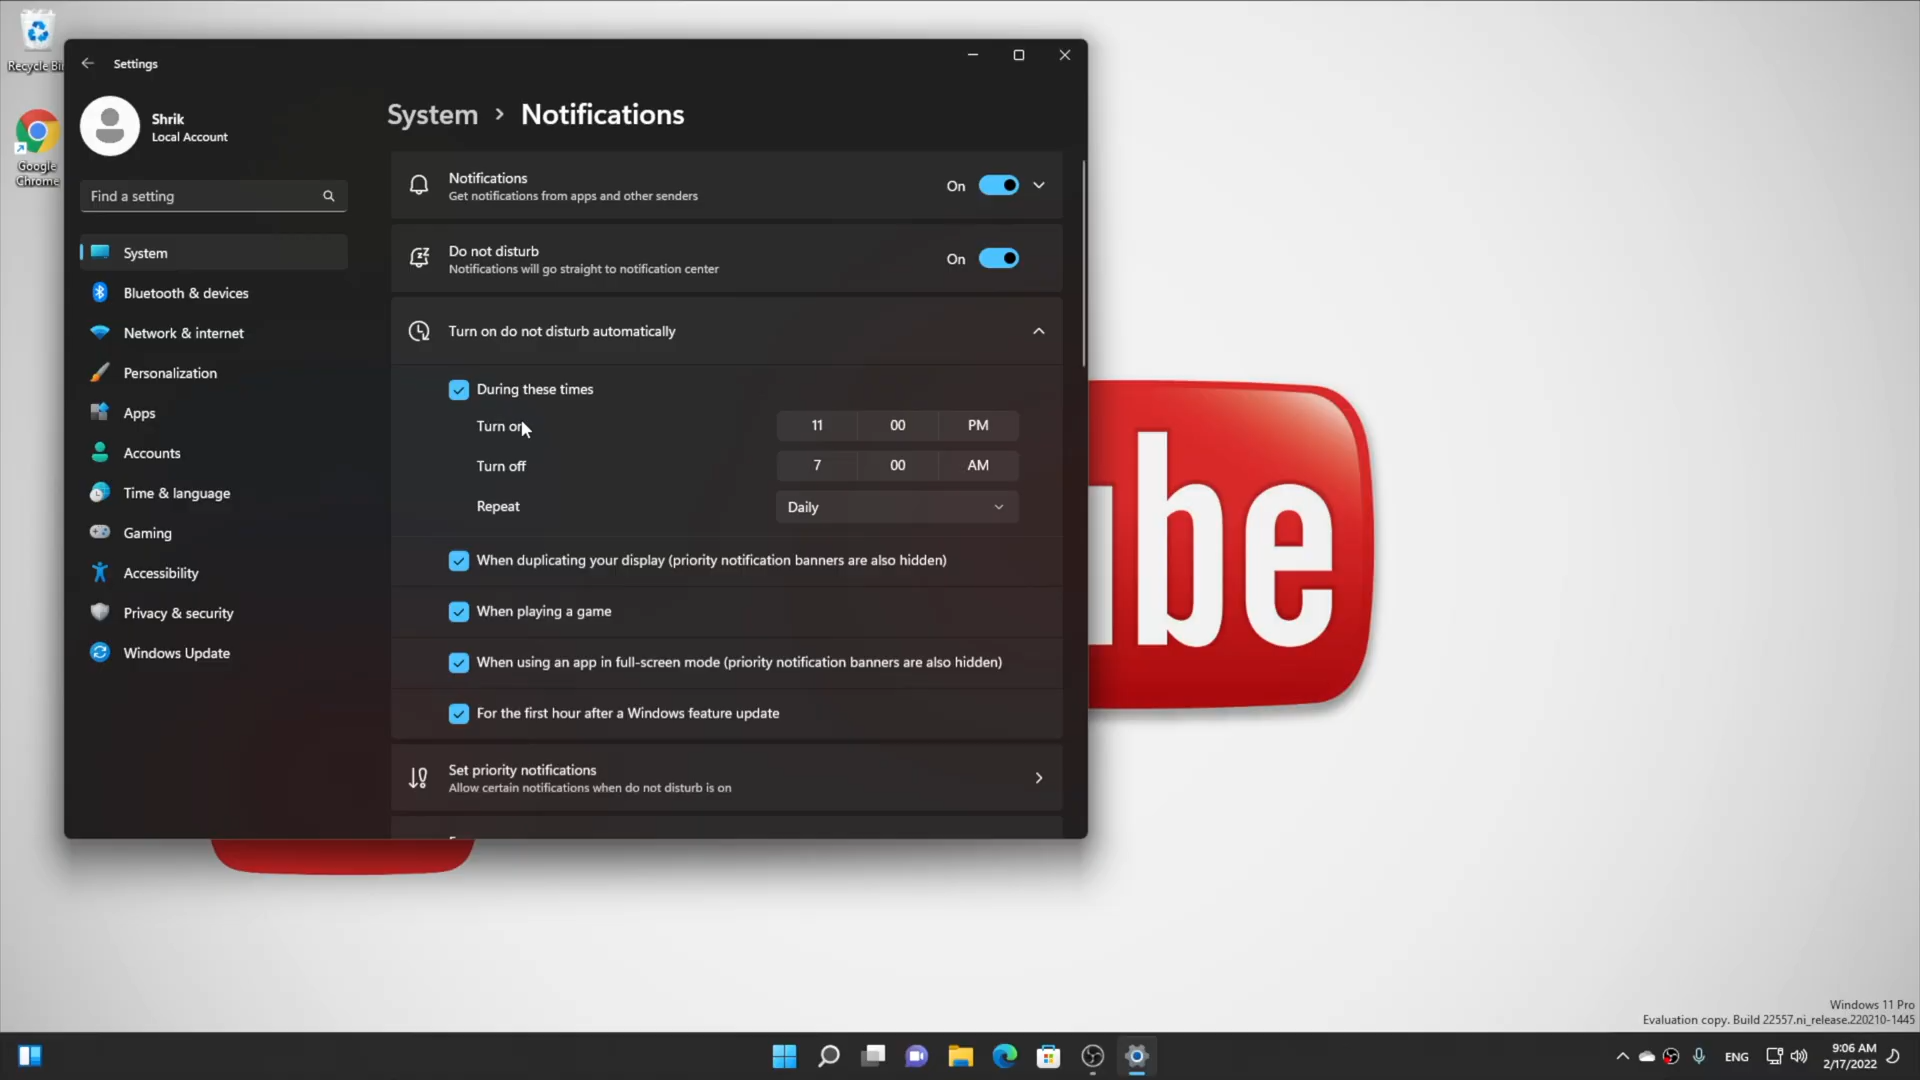 Recycle Bin
Google
Chrome
Settings
Shrik
Local Account
Find a setting
System
Bluetooth & devices
Network & internet
Personalization
Apps
Accounts
Time & language
Gaming
Accessibility
Privacy & security
Windows Update
System › Notifications
Notifications
Get notifications from apps and other senders
On
Do not disturb
Notifications will go straight to notification center
On
Turn on do not disturb automatically
During these times
Turn on
11 00 PM
Turn off
7 00 AM
Repeat
Daily
When duplicating your display (priority notification banners are also hidden)
When playing a game
When using an app in full-screen mode (priority notification banners are also hidden)
For the first hour after a Windows feature update
Set priority notifications
Allow certain notifications when do not disturb is on
be
Windows 11 Pro
Evaluation copy. Build 22557.ni_release.220210-1445
ENG
9:06 AM
2/17/2022